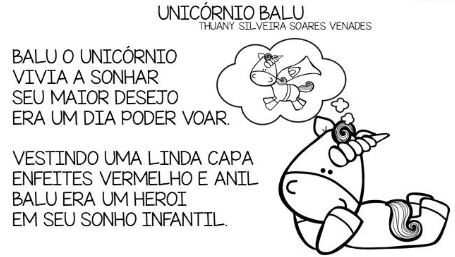 UNICÓRNIO BALU
THUANY SILVEIRA SOARES VENADES
BALU O UNICÓRNIO
VIVIA A SONHAR
SEU MAIOR DESEJO
ERA UM DIA PODER VOAR.
VESTINDO UMA LINDA CAPA
ENFEITES VERMELHO E ANIL
BALU ERA UM HEROI
EM SEU SONHO INFANTIL.